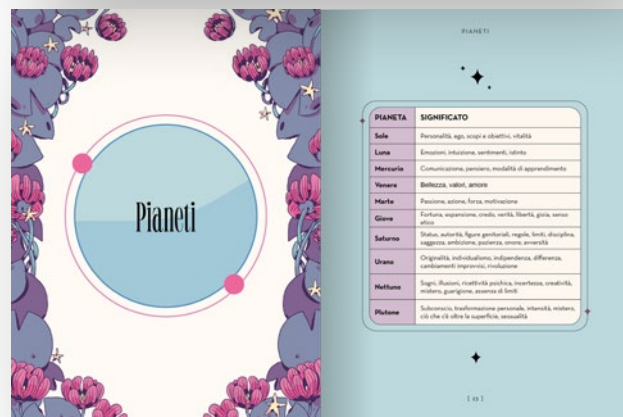 Pianeti
PIANETI
PIANETA SIGNIFICATO
Sole Personalità, ego, scopi e obiettivi, vitalità
Luna Emozioni, intuizione, sentimenti, istinto
Mercurio Comunicazione, pensiero, modalità di apprendimento
Venere Bellezza, valori, amore
Marte Passione, azione, forza, motivazione
Giove Fortuna, espansione, credo, verità, libertà, gioia, senso
etico
Saturno Status, autorità, figure genitoriali, regole, limiti, disciplina,
saggezza, ambizione, pazienza, onore, avversità
Urano Originalità, individualismo, indipendenza, differenza,
cambiamenti improvvisi, rivoluzione
Nettuno Sogni, illusioni, ricettività psichica, incertezza, creatività,
mistero, guarigione, assenza di limiti
Plutone Subconscio, trasformazione personale, intensità, mistero,
ciò che c'è oltre la superficie, sessualità